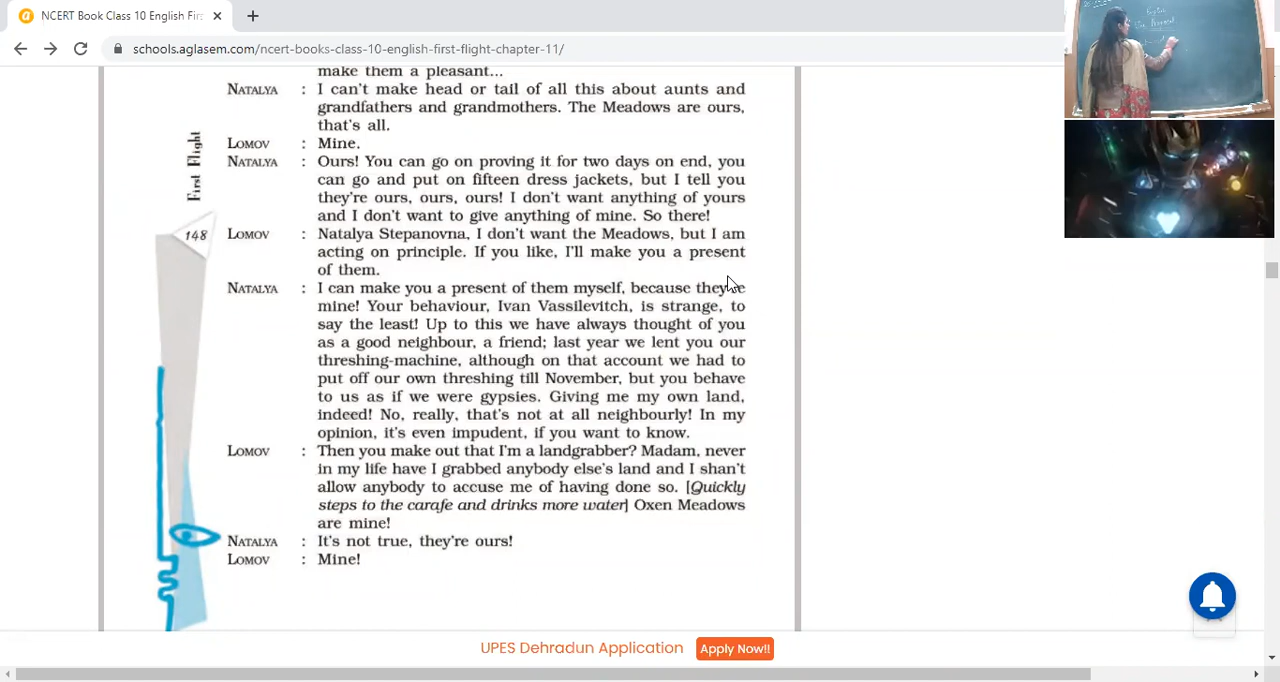 NCERT Book Class 10 English Firs
schools.aglasem.com/ncert-books-class-10-english-first-flight-chapter-11/
make them a pleasant...
NATALYA : I can't make head or tail of all this about aunts and
grandfathers and grandmothers. The Meadows are ours,
that's all.
LOMOV : Mine.
NATALYA : Ours! You can go on proving it for two days on end, you
can go and put on fifteen dress jackets, but I tell you
they're ours, ours, ours! I don't want anything of yours
and I don't want to give anything of mine. So there!
LOMOV : Natalya Stepanovna, I don't want the Meadows, but I am
acting on principle. If you like, I'll make you a present
of them.
NATALYA : I can make you a present of them myself, because they're
mine! Your behaviour, Ivan Vassilevitch, is strange, to
say the least! Up to this we have always thought of you
as a good neighbour, a friend; last year we lent you our
threshing-machine, although on that account we had to
put off our own threshing till November, but you behave
to us as if we were gypsies. Giving me my own land,
indeed! No, really, that's not at all neighbourly! In my
opinion, it's even impudent, if you want to know.
LOMOV : Then you make out that I'm a landgrabber? Madam, never
in my life have I grabbed anybody else's land and I shan't
allow anybody to accuse me of having done so. [Quickly
steps to the carafe and drinks more water] Oxen Meadows
are mine!
NATALYA : It's not true, they're ours!
LOMOV : Mine!
First Flight
148
UPES Dehradun Application Apply Now!!
The Proposal